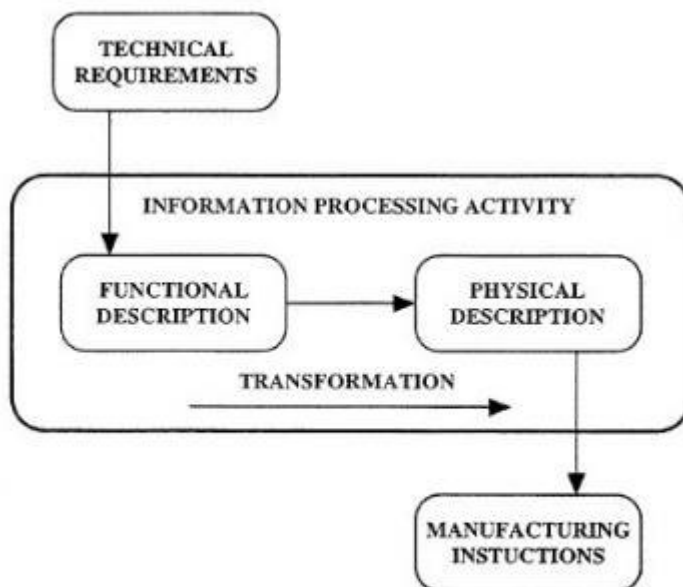 TECHNICAL
REQUIREMENTS
INFORMATION PROCESSING ACTIVITY
FUNCTIONAL
DESCRIPTION
PHYSICAL
DESCRIPTION
TRANSFORMATION
MANUFACTURING
INSTUCTIONS